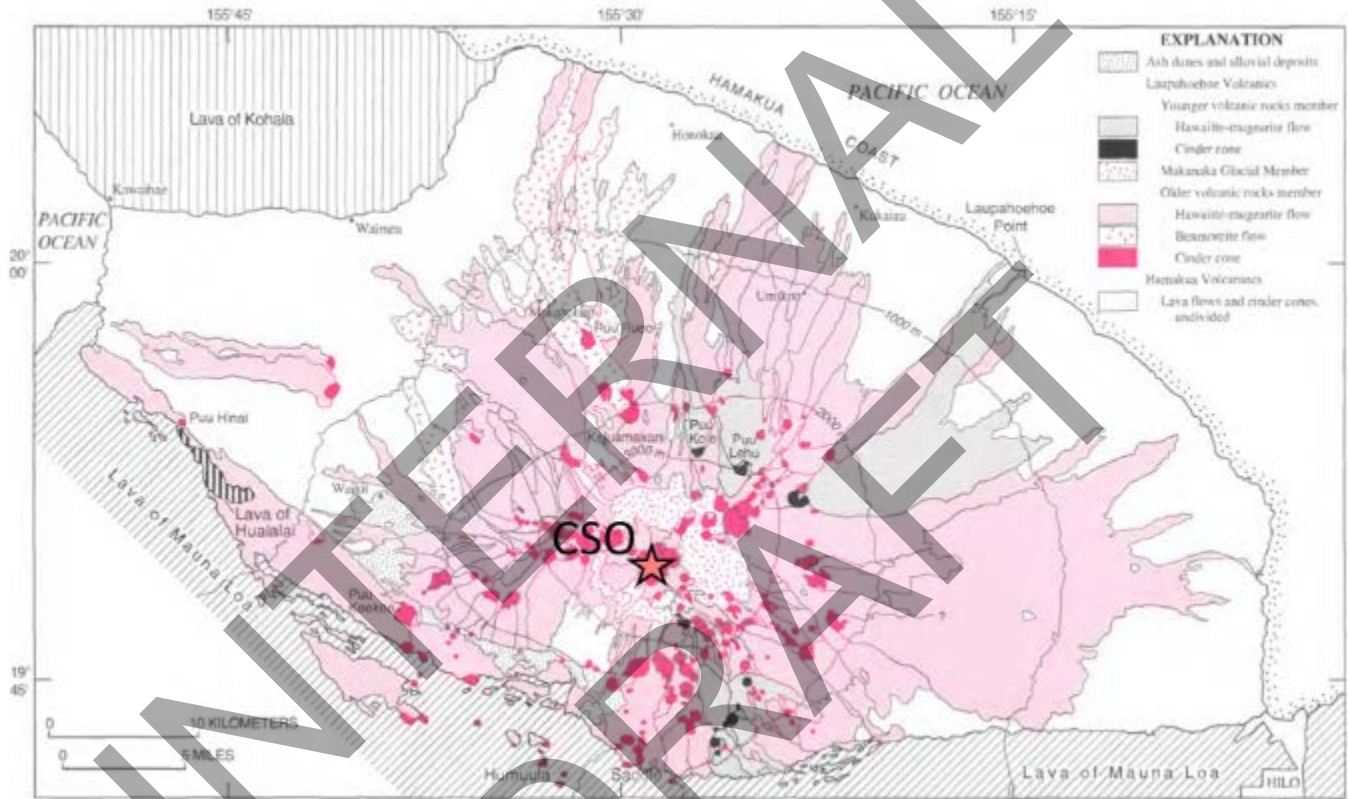 155°45'
155°30'
155°15'
EXPLANATION
Ash dunes and alluvial deposits
Laupahoehoe Volcanics
Younger volcanic rocks member
Hawaiite-mugearite flow
Cinder cone
Makanaka Glacial Member
Older volcanic rocks member
Hawaiite-mugearite flow
Benmoreite flow
Cinder cone
Hamakua Volcanics
Lava flows and cinder cones, undivided
PACIFIC OCEAN
HAMAKUA
COAST
Lava of Kohala
Honokaa
Kawaihae
PACIFIC
OCEAN
Waimea
Kukaiau
Laupahoehoe
Point
20°
00'
Umikoa
1000 m
Puu Hinai
2000 m
Puu
Kole
Puu
Lehu
3000 m
Lava of
Hualalai
Lava of Mauna Loa
CSO
Puu
Keekee
19°
45'
0
10 KILOMETERS
0
5 MILES
Humuula
Lava of Mauna Loa
HILO
INTERNAL
DRAFT